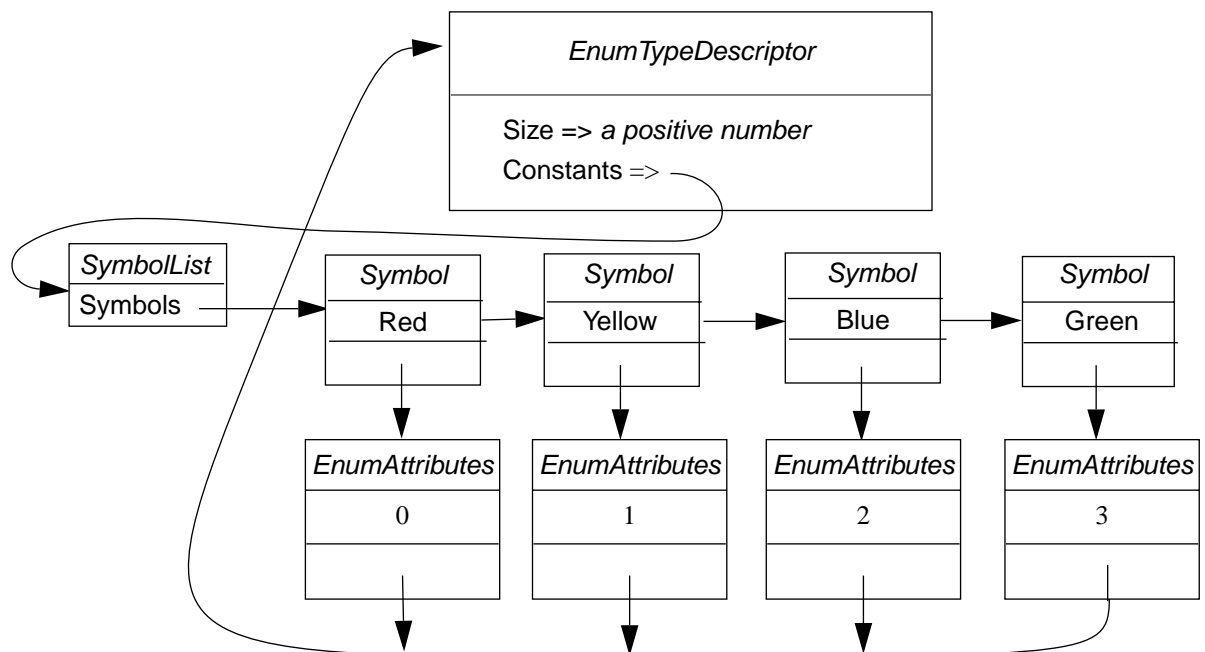 EnumTypeDescriptor
Size => a positive number
Constants =>
SymbolList
Symbols
Symbol
Red
Symbol
Yellow
Symbol
Blue
Symbol
Green
EnumAttributes
0
EnumAttributes
1
EnumAttributes
2
EnumAttributes
3